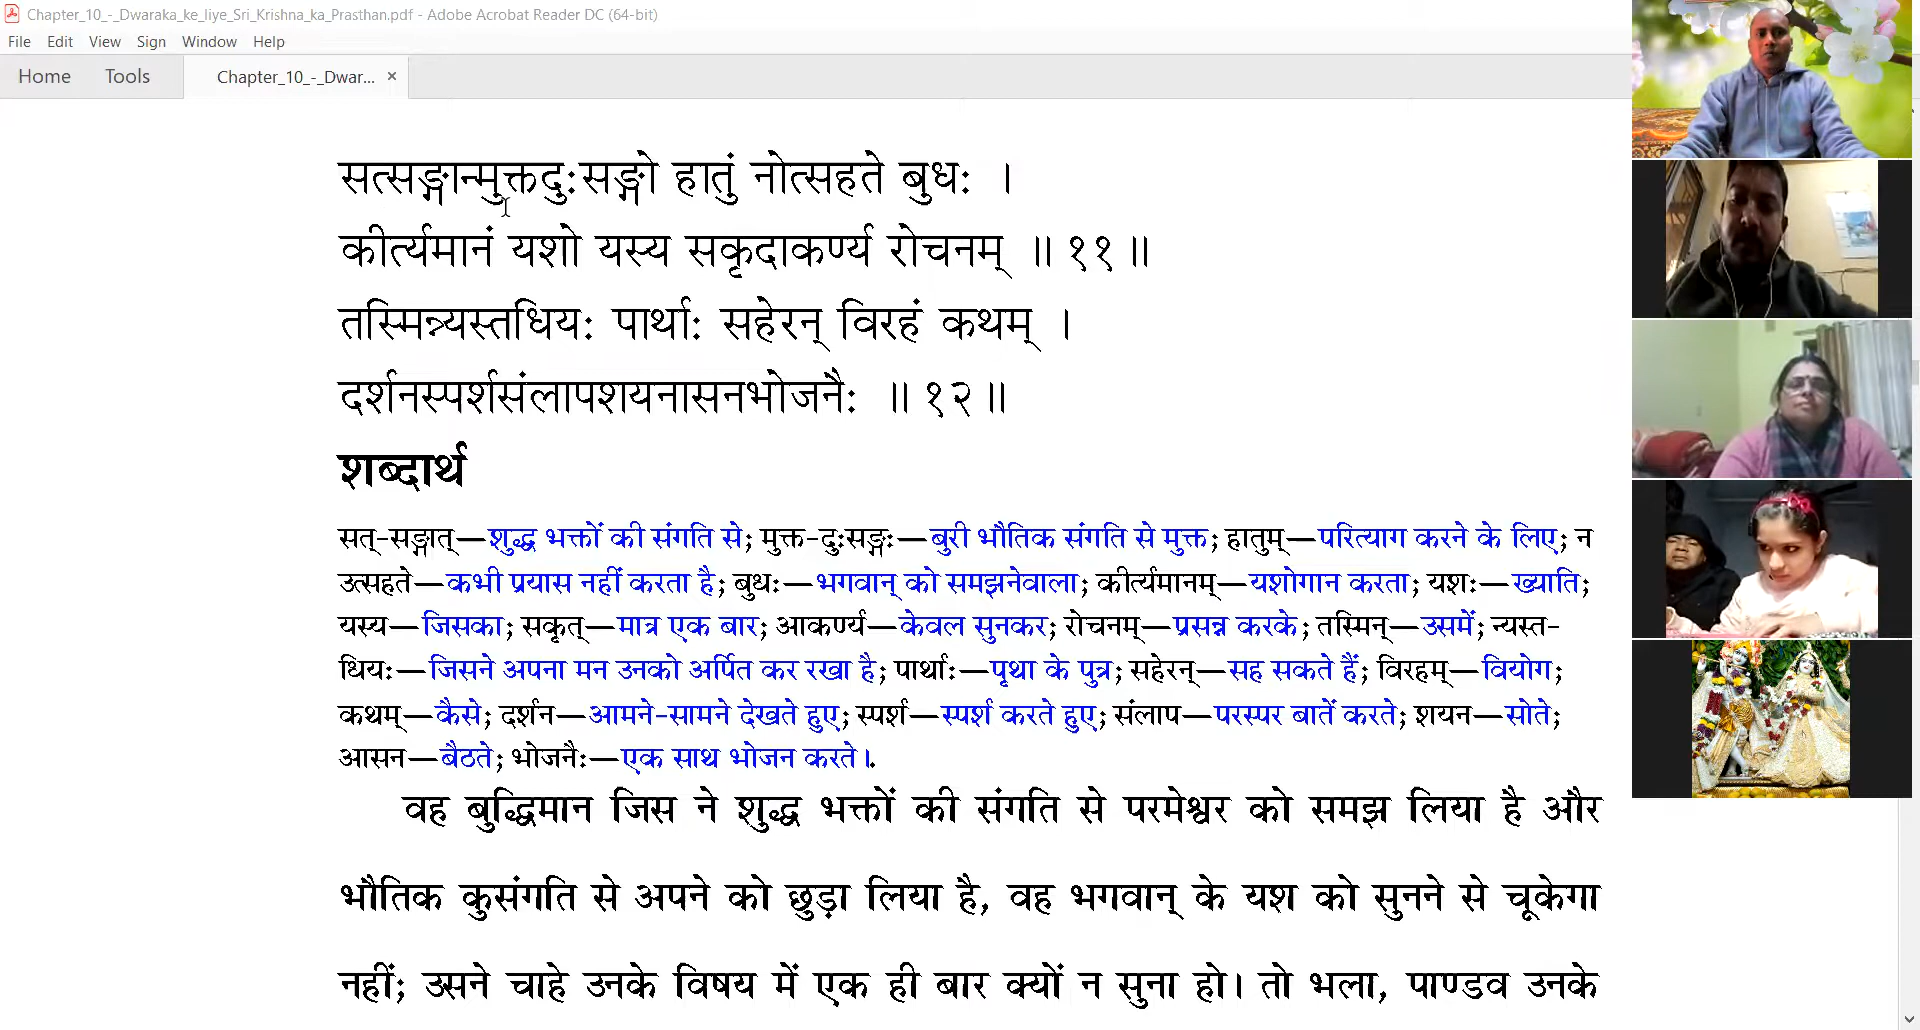 Chapter_10_-_Dwaraka_ke_liye_Sri_Krishna_ka_Prasthan.pdf - Adobe Acrobat Reader DC (64-bit)
File Edit View Sign Window Help
Home Tools Chapter_10_-_Dwar... ×
सत्सङ्गान्मुक्तदुःसङ्गो हातुं नोत्सहते बुधः ।
कीर्त्यमानं यशो यस्य सकृदाकर्ण्य रोचनम् ॥ ११ ॥
तस्मिन्न्यस्तधियः पार्थाः सहेरन् विरहं कथम् ।
दर्शनस्पर्शसंलापशयनासनभोजनैः ॥ १२ ॥
शब्दार्थ
सत्-सङ्गात्—शुद्ध भक्तों की संगति से; मुक्त-दुःसङ्गः—बुरी भौतिक संगति से मुक्त; हातुम्—परित्याग करने के लिए; न
उत्सहते—कभी प्रयास नहीं करता है; बुधः—भगवान् को समझनेवाला; कीर्त्यमानम्—यशोगान करता; यशः—ख्याति;
यस्य—जिसका; सकृत्—मात्र एक बार; आकर्ण्य—केवल सुनकर; रोचनम्—प्रसन्न करके; तस्मिन्—उसमें; न्यस्त-
धियः—जिसने अपना मन उनको अर्पित कर रखा है; पार्थाः—पृथा के पुत्र; सहेरन्—सह सकते हैं; विरहम्—वियोग;
कथम्—कैसे; दर्शन—आमने-सामने देखते हुए; स्पर्श—स्पर्श करते हुए; संलाप—परस्पर बातें करते; शयन—सोते;
आसन—बैठते; भोजनैः—एक साथ भोजन करते।.
वह बुद्धिमान जिस ने शुद्ध भक्तों की संगति से परमेश्वर को समझ लिया है और
भौतिक कुसंगति से अपने को छुड़ा लिया है, वह भगवान् के यश को सुनने से चूकेगा
नहीं; उसने चाहे उनके विषय में एक ही बार क्यों न सुना हो। तो भला, पाण्डव उनके